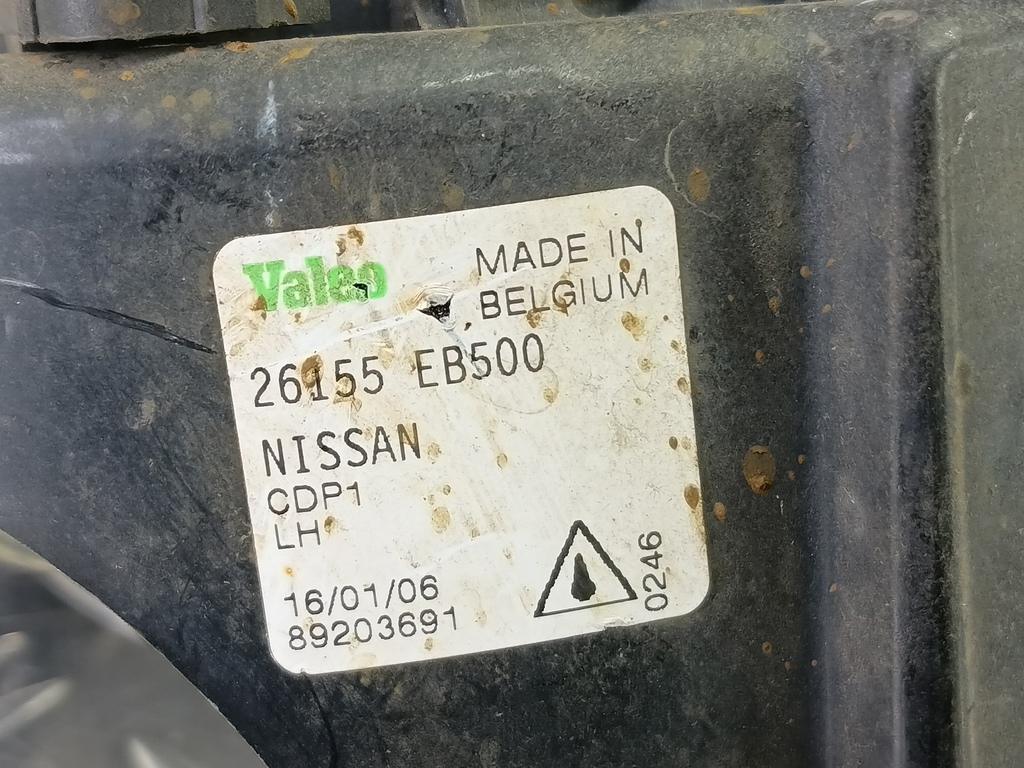 Valeo
MADE IN
BELGIUM
26155 EB500
NISSAN
CDP1
LH
16/01/06
89203691
0246